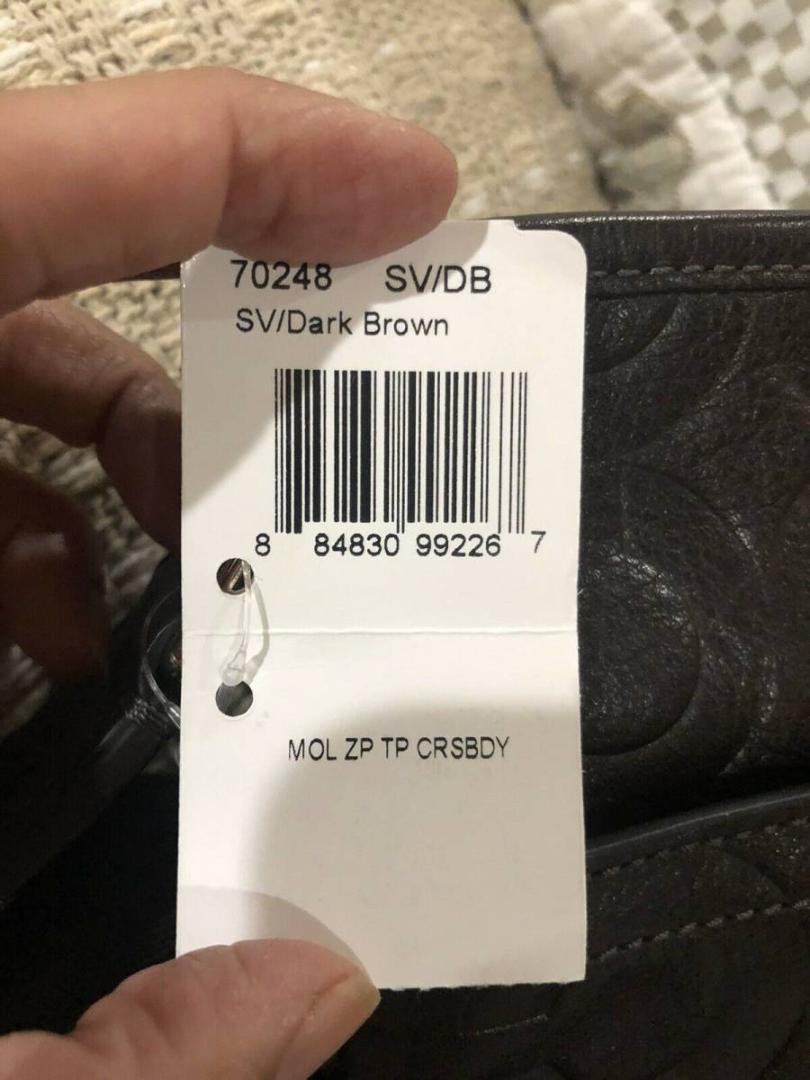 70248 SV/DB
SV/Dark Brown
8 84830 99226 7
MOL ZP TP CRSBDY